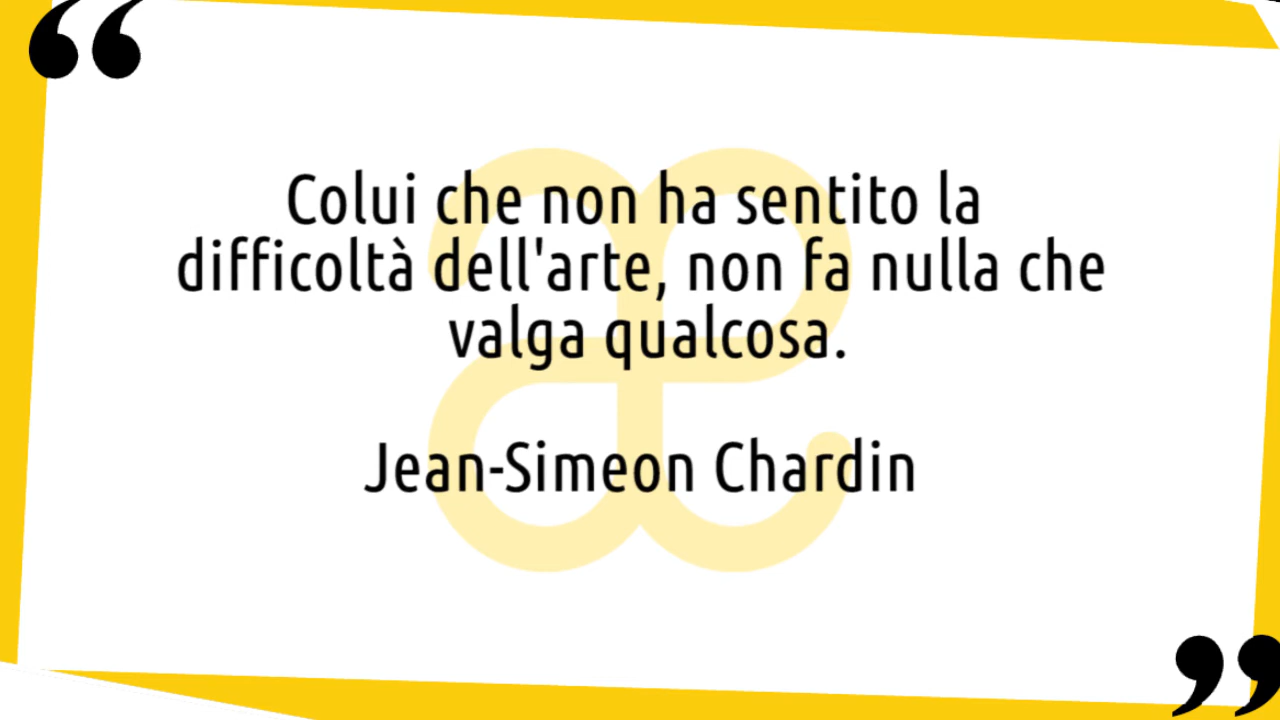 Colui che non ha sentito la
difficoltà dell'arte, non fa nulla che
valga qualcosa.
Jean-Simeon Chardin